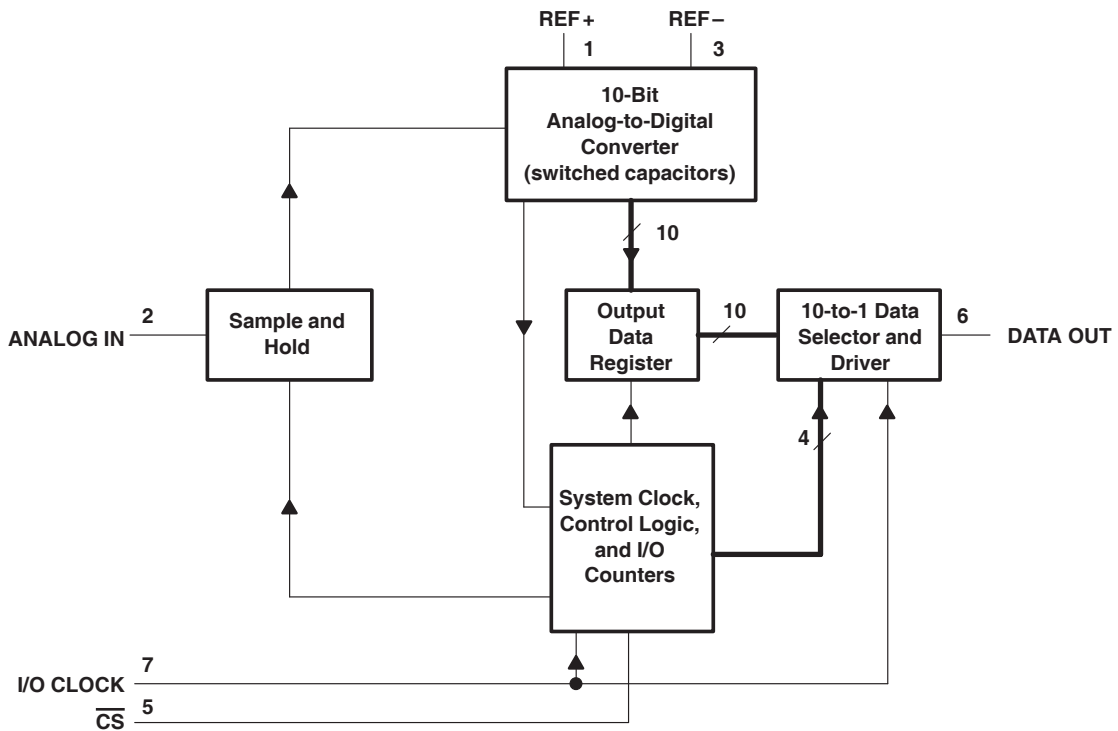 REF+
REF–
1
3
10-Bit
Analog-to-Digital
Converter
(switched capacitors)
10
2
ANALOG IN
Sample and
Hold
Output
Data
Register
10
10-to-1 Data
Selector and
Driver
6
DATA OUT
4
System Clock,
Control Logic,
and I/O
Counters
7
I/O CLOCK
5
C̅S̅